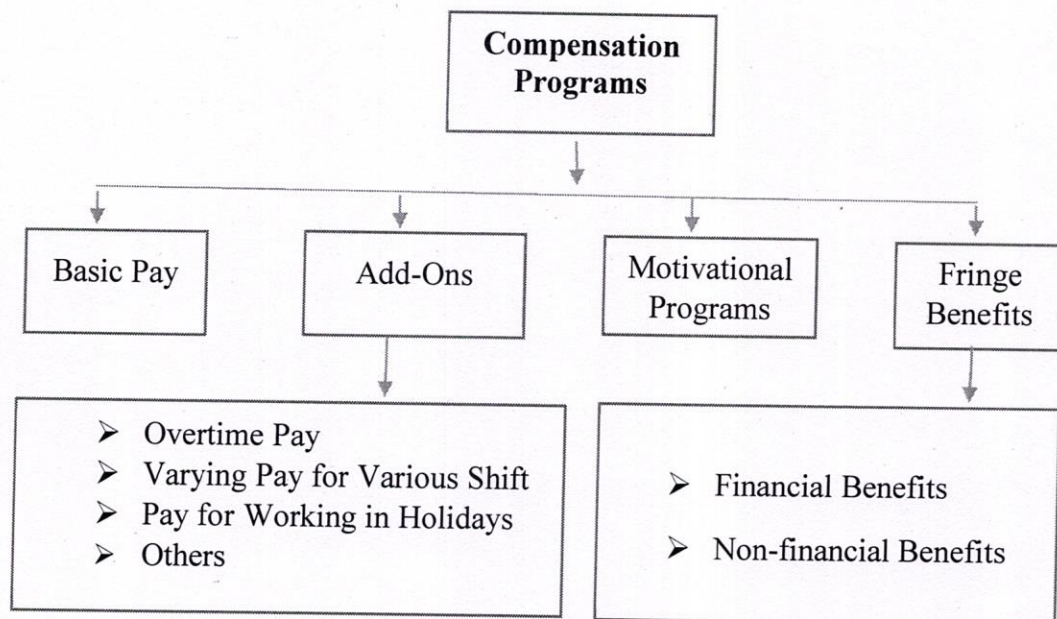 Compensation
Programs
Basic Pay
Add-Ons
Motivational
Programs
Fringe
Benefits
➤ Overtime Pay
➤ Varying Pay for Various Shift
➤ Pay for Working in Holidays
➤ Others
➤ Financial Benefits
➤ Non-financial Benefits